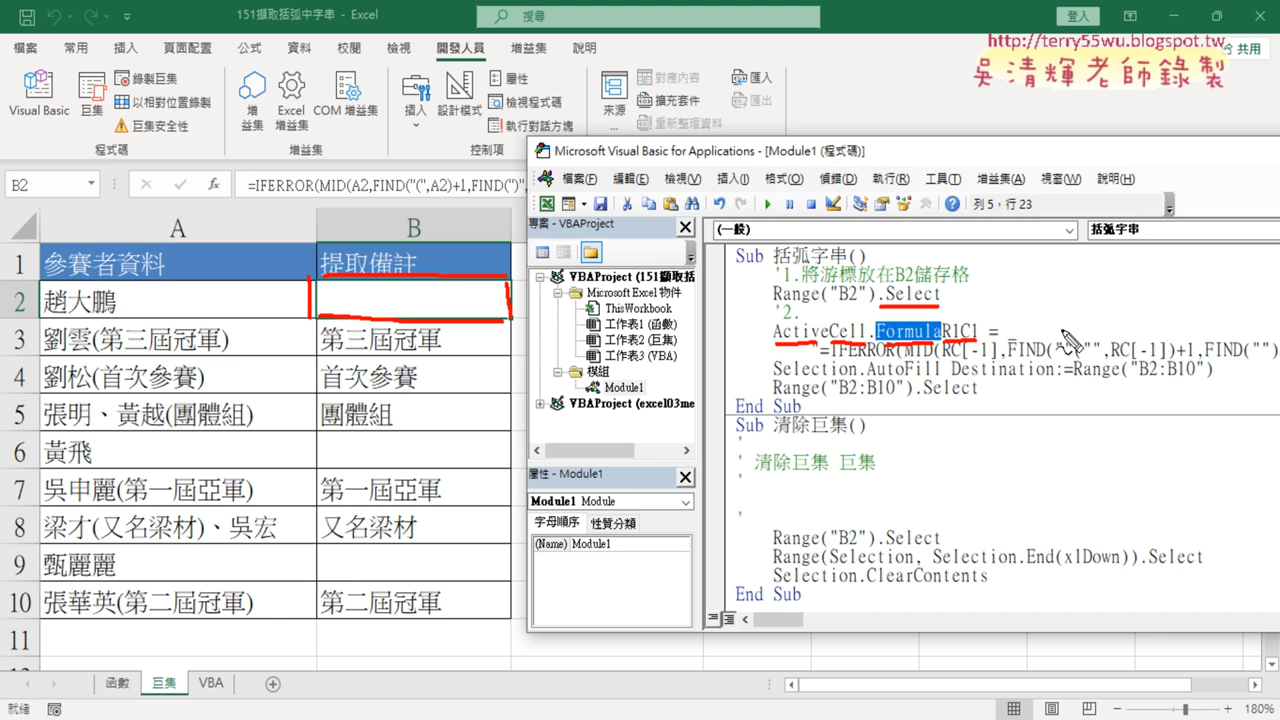 151擷取括弧中字串 - Excel
搜尋
登入
檔案 常用 插入 頁面配置 公式 資料 校閱 檢視 開發人員 增益集 說明
共用
http://terry55wu.blogspot.tw
吳清輝老師錄製
Visual Basic
巨集
錄製巨集
以相對位置錄製
巨集安全性
程式碼
增益集
Excel 增益集
COM 增益集
增益集
插入
設計模式
屬性
檢視程式碼
執行對話方塊
控制項
來源
對應內容
擴充套件
重新整理資料
匯入
匯出
B2
=IFERROR(MID(A2,FIND("(",A2)+1,FIND(")",
A B
1 參賽者資料 提取備註
2 趙大鵬
3 劉雲(第三屆冠軍) 第三屆冠軍
4 劉松(首次參賽) 首次參賽
5 張明、黃越(團體組) 團體組
6 黃飛
7 吳申麗(第一屆亞軍) 第一屆亞軍
8 梁才(又名梁材)、吳宏 又名梁材
9 甄麗麗
10 張華英(第二屆冠軍) 第二屆冠軍
11
函數 巨集 VBA
就緒
180%
Microsoft Visual Basic for Applications - [Module1 (程式碼)]
檔案(F) 編輯(E) 檢視(V) 插入(I) 格式(O) 偵錯(D) 執行(R) 工具(T) 增益集(A) 視窗(W) 說明(H)
列 5，行 23
專案 - VBAProject
VBAProject (151擷取括
Microsoft Excel 物件
ThisWorkbook
工作表1 (函數)
工作表2 (巨集)
工作表3 (VBA)
模組
Module1
VBAProject (excel03me
屬性 - Module1
Module1 Module
字母順序 性質分類
(Name) Module1
(一般) 括弧字串
Sub 括弧字串()
'1.將游標放在B2儲存格
Range("B2").Select
'2.
ActiveCell.FormulaR1C1 = _
"=IFERROR(MID(RC[-1],FIND(""("",RC[-1])+1,FIND("")"
Selection.AutoFill Destination:=Range("B2:B10")
Range("B2:B10").Select
End Sub
Sub 清除巨集()
'
' 清除巨集 巨集
'
'
Range("B2").Select
Range(Selection, Selection.End(xlDown)).Select
Selection.ClearContents
End Sub